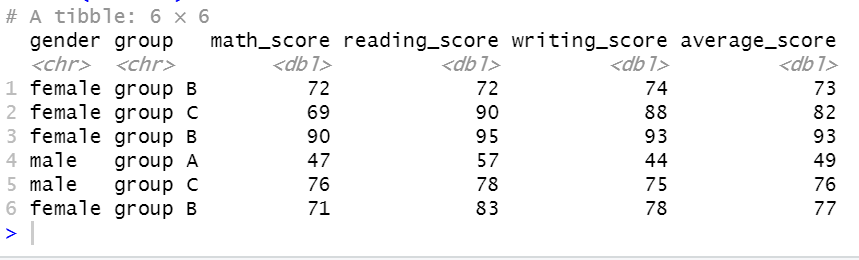 # A tibble: 6 × 6
  gender group   math_score reading_score writing_score average_score
  <chr>  <chr>        <dbl>         <dbl>         <dbl>         <dbl>
1 female group B         72            72            74            73
2 female group C         69            90            88            82
3 female group B         90            95            93            93
4 male   group A         47            57            44            49
5 male   group C         76            78            75            76
6 female group B         71            83            78            77
>